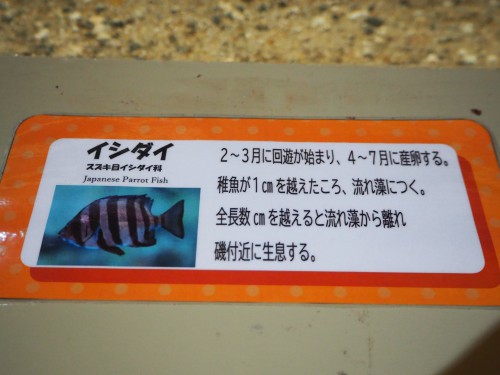 イシダイ
スズキ目イシダイ科
Japanese Parrot Fish
2~3月に回遊が始まり、4~7月に産卵する。
稚魚が1㎝を越えたころ、流れ藻につく。
全長数㎝を越えると流れ藻から離れ
磯付近に生息する。